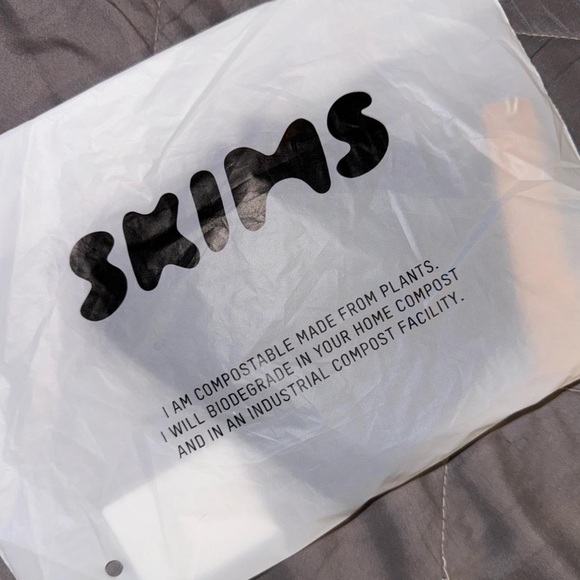 SKIMS
I AM COMPOSTABLE MADE FROM PLANTS.
I WILL BIODEGRADE IN YOUR HOME COMPOST
AND IN AN INDUSTRIAL COMPOST FACILITY.